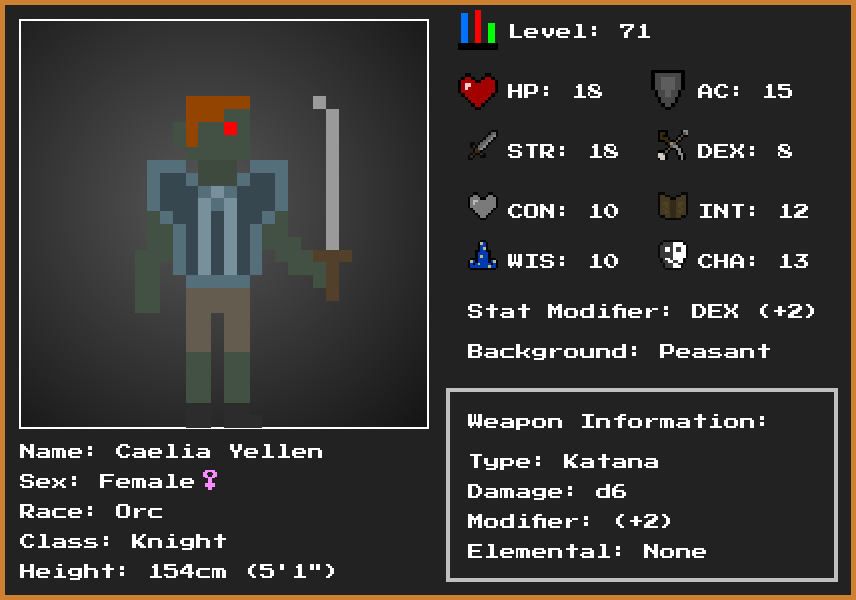 Level: 71
HP: 18 AC: 15
STR: 18 DEX: 8
CON: 10 INT: 12
WIS: 10 CHA: 13
Stat Modifier: DEX (+2)
Background: Peasant
Weapon Information:
Type: Katana
Damage: d6
Modifier: (+2)
Elemental: None
Name: Caelia Yellen
Sex: Female♀
Race: Orc
Class: Knight
Height: 154cm (5'1")